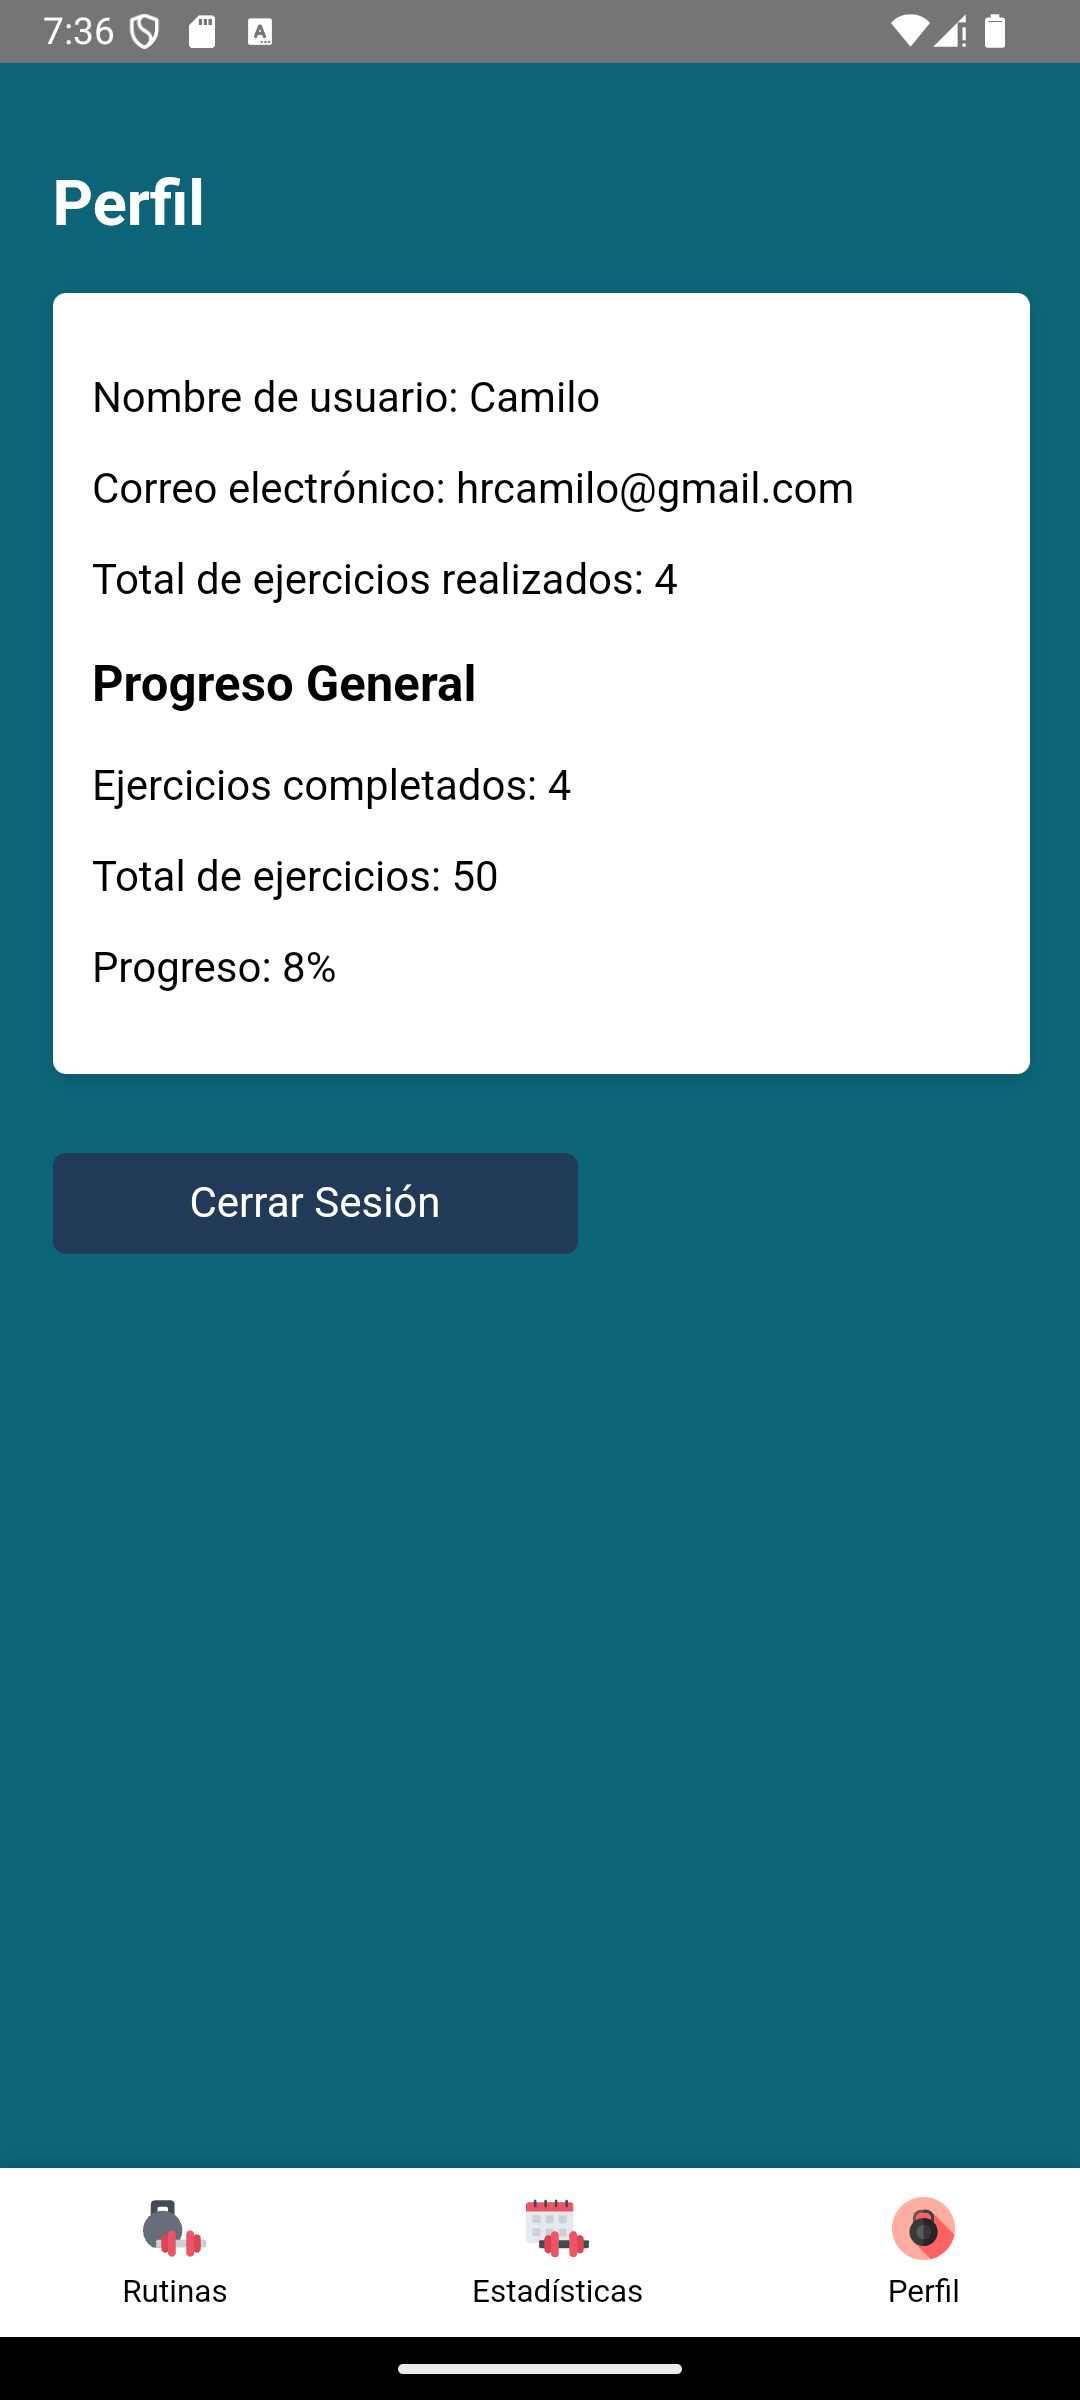 7:36
Perfil
Nombre de usuario: Camilo
Correo electrónico: hrcamilo@gmail.com
Total de ejercicios realizados: 4
Progreso General
Ejercicios completados: 4
Total de ejercicios: 50
Progreso: 8%
Cerrar Sesión
Rutinas
Estadísticas
Perfil